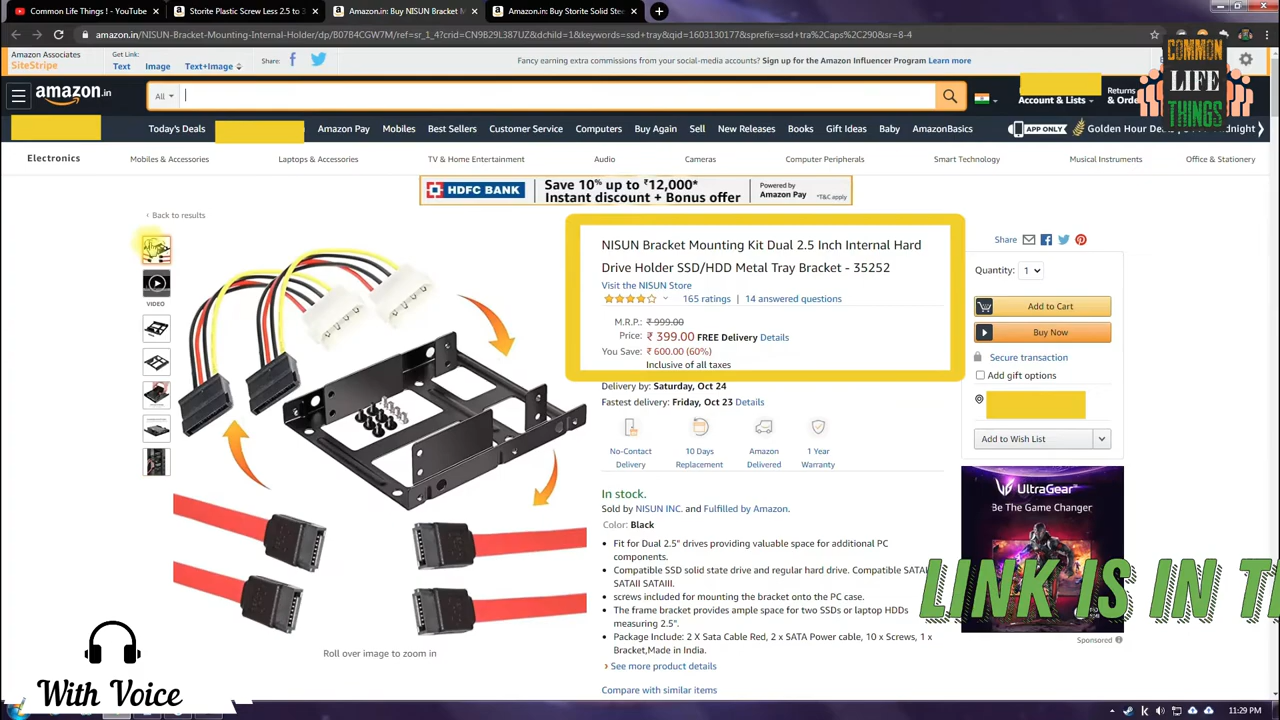 Common Life Things ! - YouTube
Storite Plastic Screw Less 2.5 to 3
Amazon.in: Buy NISUN Bracket M
Amazon.in: Buy Storite Solid State
amazon.in/NISUN-Bracket-Mounting-Internal-Holder/dp/B07B4CGW7M/ref=sr_1_4?crid=CN9B29L387UZ&dchild=1&keywords=ssd+tray&qid=1603130177&sprefix=ssd+tra%2Caps%2C290&sr=8-4
Amazon Associates
SiteStripe
Get Link:
Text
Image
Text+Image
Share:
Fancy earning extra commissions from your social-media accounts? Sign up for the Amazon Influencer Program Learn more
COMMON
LIFE
THINGS
amazon.in
All
Account & Lists
Returns
& Orde
Today's Deals
Amazon Pay
Mobiles
Best Sellers
Customer Service
Computers
Buy Again
Sell
New Releases
Books
Gift Ideas
Baby
AmazonBasics
APP ONLY
Golden Hour Deals
Midnight
Electronics
Mobiles & Accessories
Laptops & Accessories
TV & Home Entertainment
Audio
Cameras
Computer Peripherals
Smart Technology
Musical Instruments
Office & Stationery
HDFC BANK
Save 10% up to ₹12,000*
Instant discount + Bonus offer
Powered by
Amazon Pay
*T&C apply
‹ Back to results
NISUN Bracket Mounting Kit Dual 2.5 Inch Internal Hard
Drive Holder SSD/HDD Metal Tray Bracket - 35252
Visit the NISUN Store
165 ratings | 14 answered questions
M.R.P.: ₹ 999.00
Price: ₹ 399.00 FREE Delivery Details
You Save: ₹ 600.00 (60%)
Inclusive of all taxes
Delivery by: Saturday, Oct 24
Fastest delivery: Friday, Oct 23 Details
No-Contact
Delivery
10 Days
Replacement
Amazon
Delivered
1 Year
Warranty
In stock.
Sold by NISUN INC. and Fulfilled by Amazon.
Color: Black
• Fit for Dual 2.5" drives providing valuable space for additional PC
components.
• Compatible SSD solid state drive and regular hard drive. Compatible SATAI
SATAII SATAIII.
• screws included for mounting the bracket onto the PC case.
• The frame bracket provides ample space for two SSDs or laptop HDDs
measuring 2.5".
• Package Include: 2 X Sata Cable Red, 2 x SATA Power cable, 10 x Screws, 1 x
Bracket,Made in India.
› See more product details
Compare with similar items
VIDEO
Roll over image to zoom in
Share
Quantity: 1
Add to Cart
Buy Now
Secure transaction
Add gift options
Add to Wish List
UltraGear™
Be The Game Changer
LINK IS IN T
Sponsored
With Voice
11:29 PM